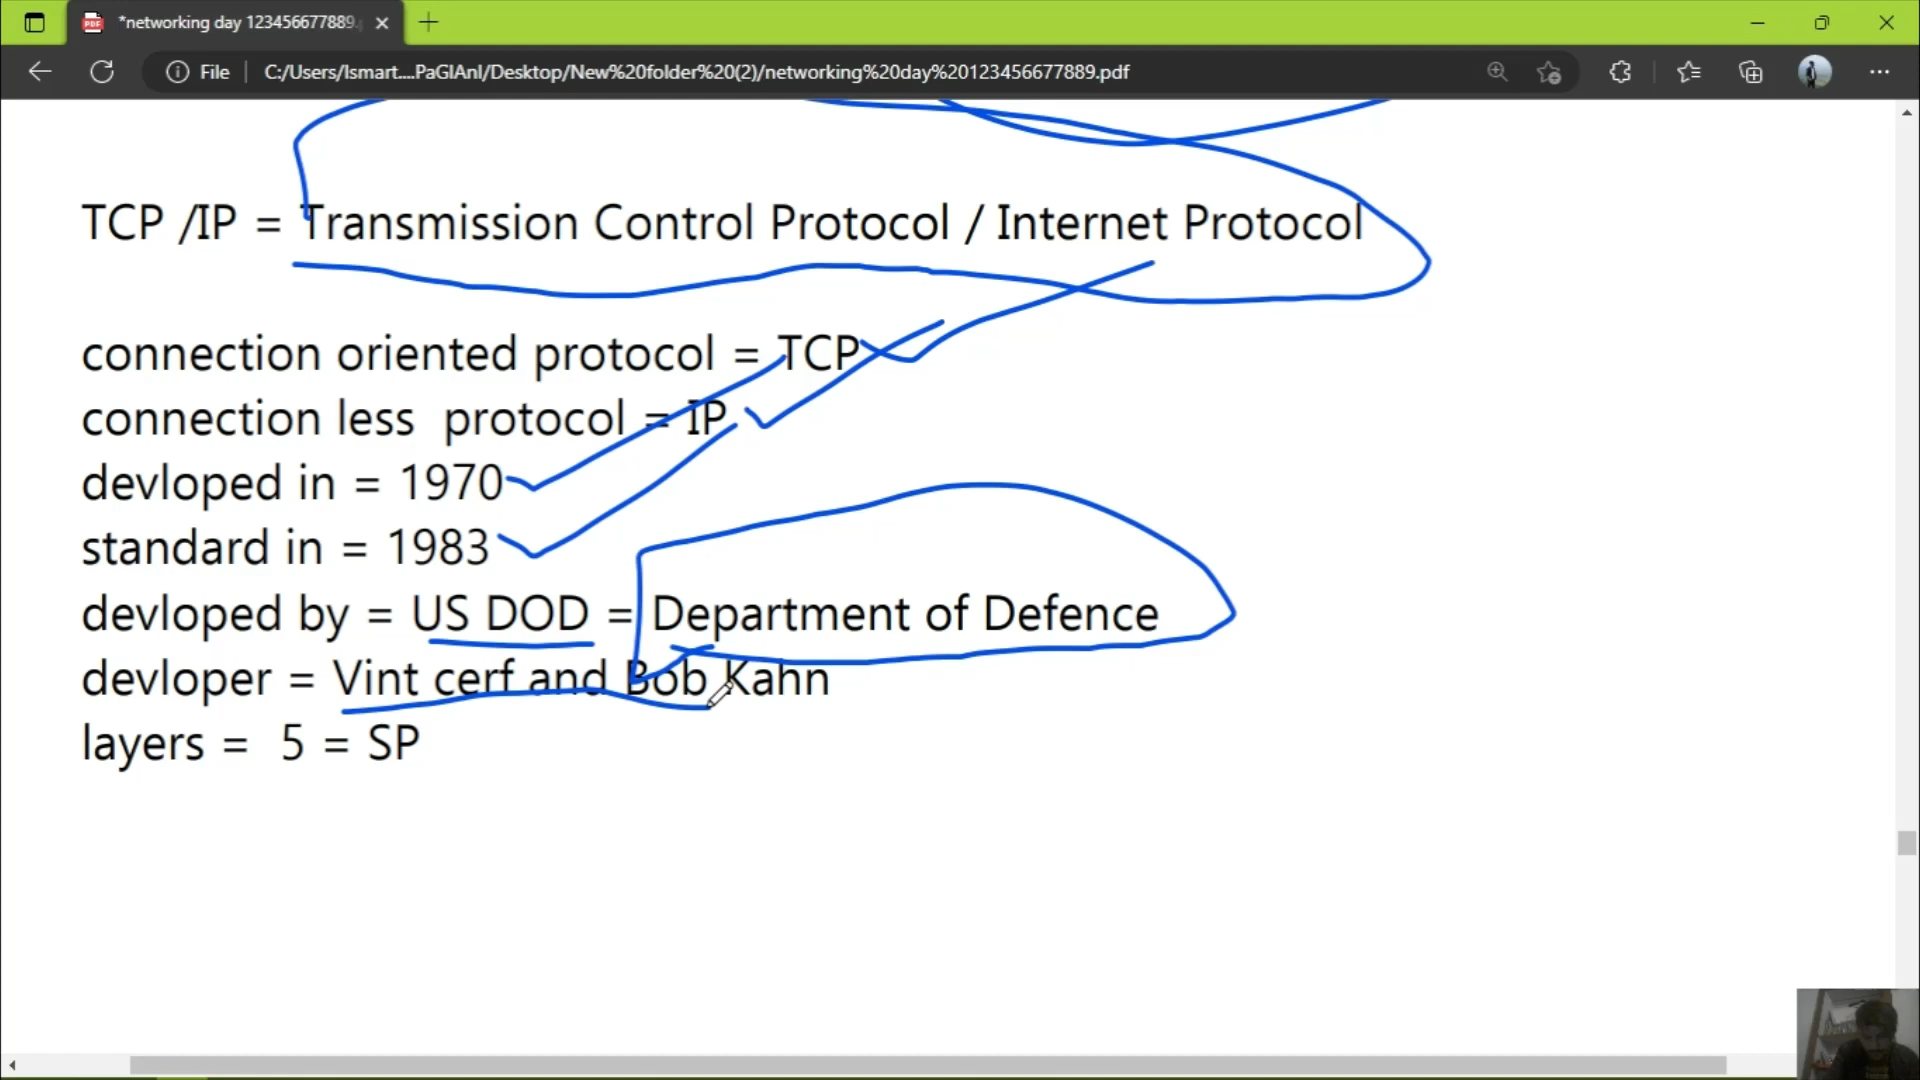 *networking day 123456677889.
File
C:/Users/Ismart....PaGlAnI/Desktop/New%20folder%20(2)/networking%20day%20123456677889.pdf
TCP /IP = Transmission Control Protocol / Internet Protocol
connection oriented protocol = TCP
connection less protocol = IP
devloped in = 1970
standard in = 1983
devloped by = US DOD = Department of Defence
devloper = Vint cerf and Bob Kahn
layers = 5 = SP